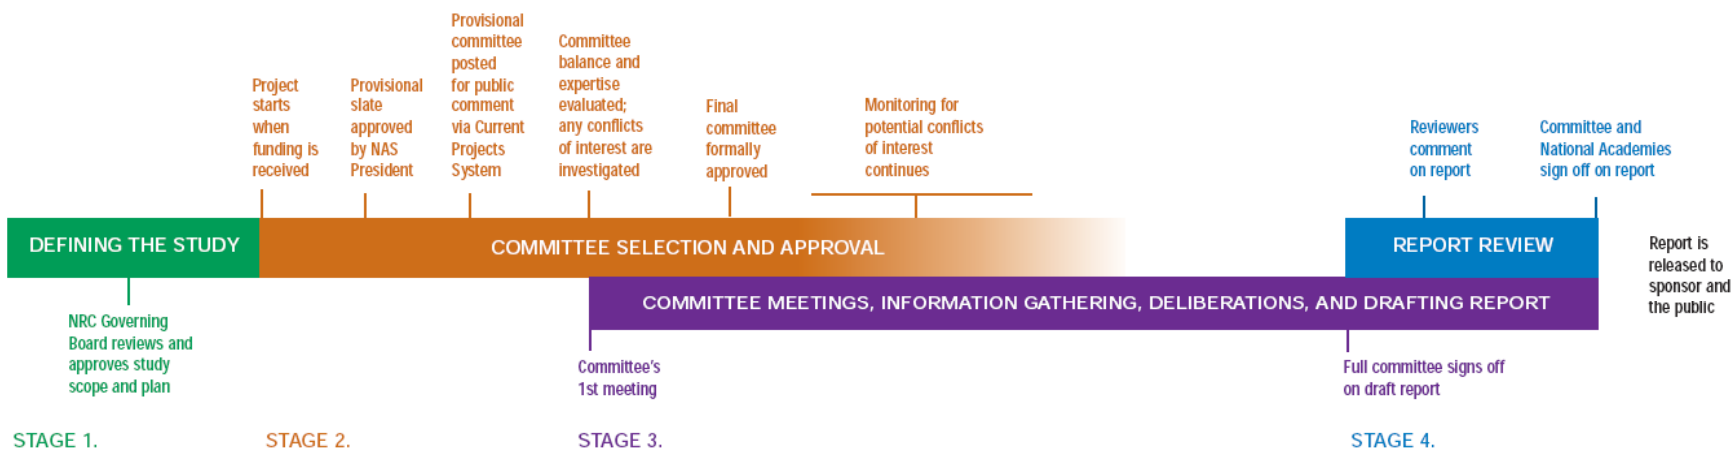 Project
starts
when
funding is
received
Provisional
slate
approved
by NAS
President
Provisional
committee
posted
for public
comment
via Current
Projects
System
Committee
balance and
expertise
evaluated;
any conflicts
of interest are
investigated
Final
committee
formally
approved
Monitoring for
potential conflicts
of interest
continues
Reviewers
comment
on report
Committee and
National Academies
sign off on report
DEFINING THE STUDY
COMMITTEE SELECTION AND APPROVAL
REPORT REVIEW
Report is
released to
sponsor and
the public
COMMITTEE MEETINGS, INFORMATION GATHERING, DELIBERATIONS, AND DRAFTING REPORT
NRC Governing
Board reviews and
approves study
scope and plan
Committee's
1st meeting
Full committee signs off
on draft report
STAGE 1.
STAGE 2.
STAGE 3.
STAGE 4.